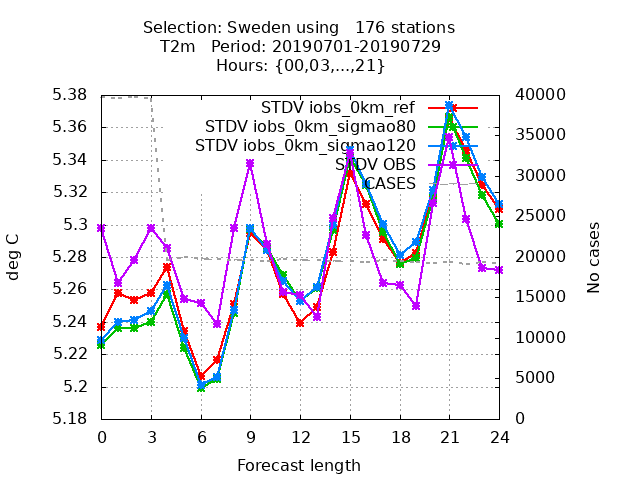 Selection: Sweden using   176 stations
T2m   Period: 20190701-20190729
Hours: {00,03,...,21}
STDV iobs_0km_ref
STDV iobs_0km_sigmao80
STDV iobs_0km_sigmao120
STDV OBS
CASES
5.38
5.36
5.34
5.32
5.3
5.28
5.26
5.24
5.22
5.2
5.18
40000
35000
30000
25000
20000
15000
10000
5000
0
deg C
No cases
0 3 6 9 12 15 18 21 24
Forecast length